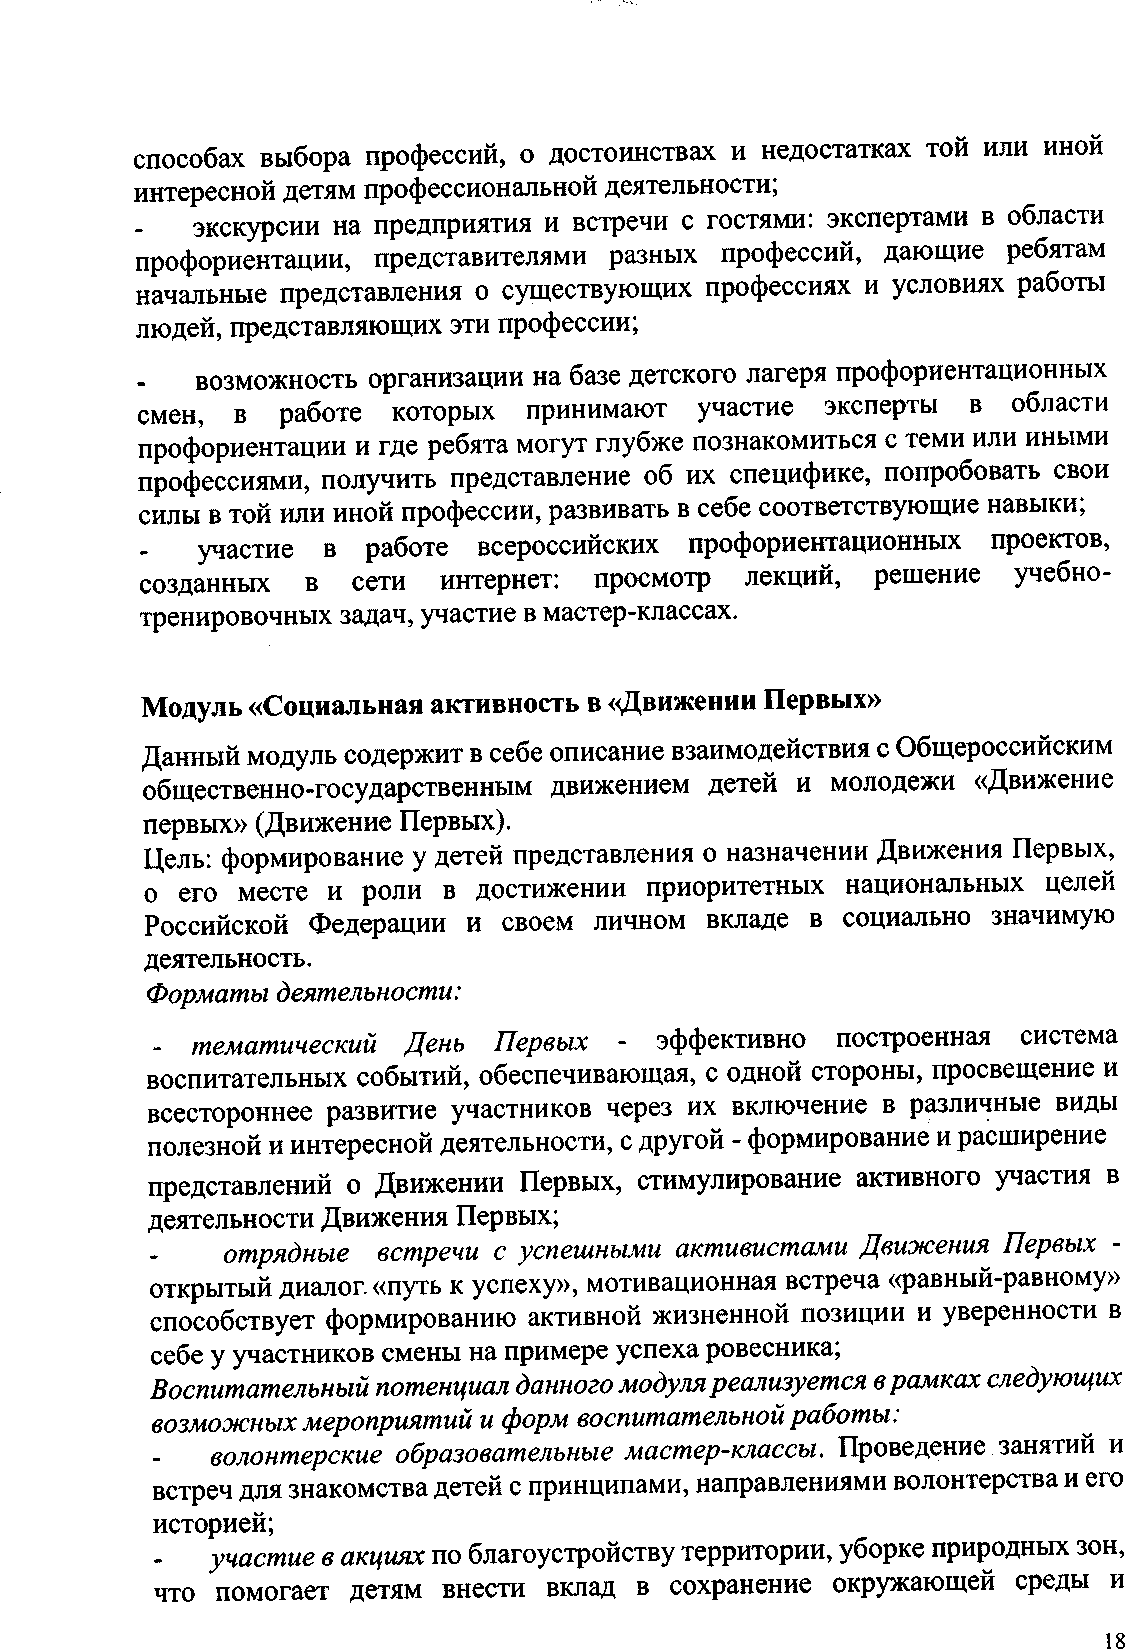 способах выбора профессий, о достоинствах и недостатках той или иной
интересной детям профессиональной деятельности;
- экскурсии на предприятия и встречи с гостями: экспертами в области
профориентации, представителями разных профессий, дающие ребятам
начальные представления о существующих профессиях и условиях работы
людей, представляющих эти профессии;
- возможность организации на базе детского лагеря профориентационных
смен, в работе которых принимают участие эксперты в области
профориентации и где ребята могут глубже познакомиться с теми или иными
профессиями, получить представление об их специфике, попробовать свои
силы в той или иной профессии, развивать в себе соответствующие навыки;
- участие в работе всероссийских профориентационных проектов,
созданных в сети интернет: просмотр лекций, решение учебно-
тренировочных задач, участие в мастер-классах.
Модуль «Социальная активность в «Движении Первых»
Данный модуль содержит в себе описание взаимодействия с Общероссийским
общественно-государственным движением детей и молодежи «Движение
первых» (Движение Первых).
Цель: формирование у детей представления о назначении Движения Первых,
о его месте и роли в достижении приоритетных национальных целей
Российской Федерации и своем личном вкладе в социально значимую
деятельность.
Форматы деятельности:
- тематический День Первых - эффективно построенная система
воспитательных событий, обеспечивающая, с одной стороны, просвещение и
всестороннее развитие участников через их включение в различные виды
полезной и интересной деятельности, с другой - формирование и расширение
представлений о Движении Первых, стимулирование активного участия в
деятельности Движения Первых;
- отрядные встречи с успешными активистами Движения Первых -
открытый диалог. «путь к успеху», мотивационная встреча «равный-равному»
способствует формированию активной жизненной позиции и уверенности в
себе у участников смены на примере успеха ровесника;
Воспитательный потенциал данного модуля реализуется в рамках следующих
возможных мероприятий и форм воспитательной работы:
- волонтерские образовательные мастер-классы. Проведение занятий и
встреч для знакомства детей с принципами, направлениями волонтерства и его
историей;
- участие в акциях по благоустройству территории, уборке природных зон,
что помогает детям внести вклад в сохранение окружающей среды и
18